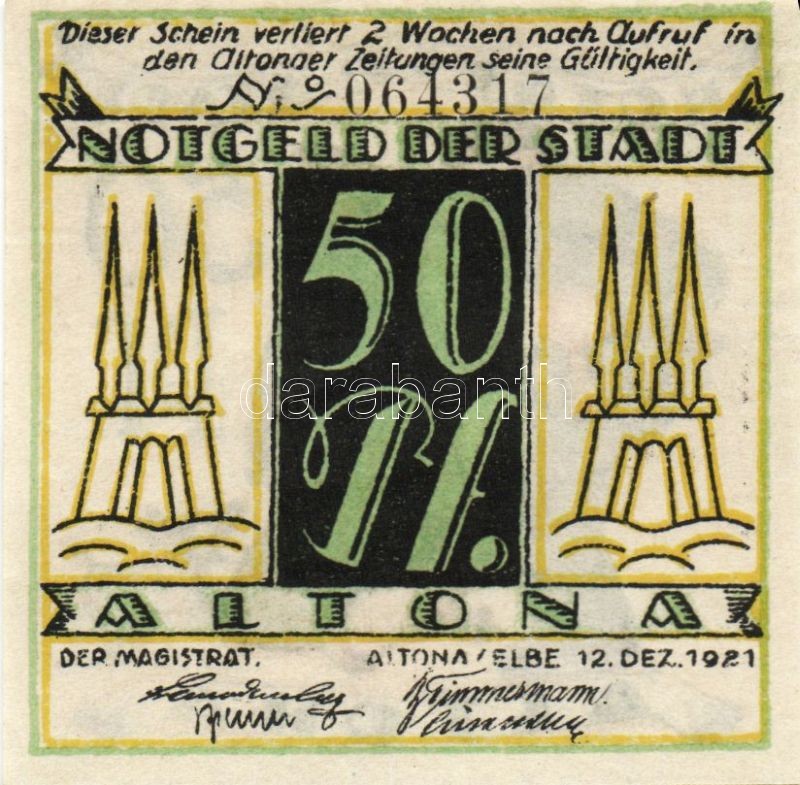 Dieser Schein verliert 2 Wochen nach Aufruf in
den Altonaer Zeitungen seine Gültigkeit.
No 064317
NOTGELD DER STADT
50
Pf.
darabanth
ALTONA
DER MAGISTRAT. ALTONA/ELBE 12. DEZ. 1921